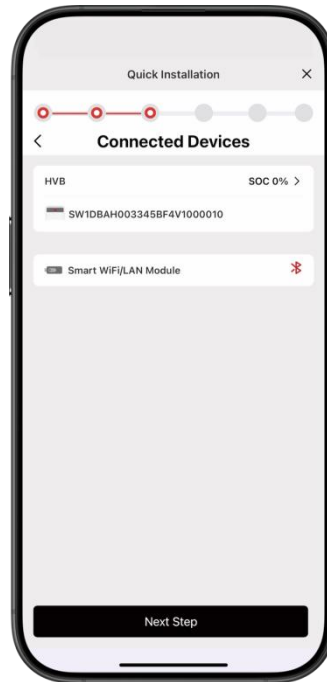 Quick Installation
Connected Devices
HVB SOC 0%
SW1DBAH003345BF4V1000010
Smart WiFi/LAN Module
Next Step